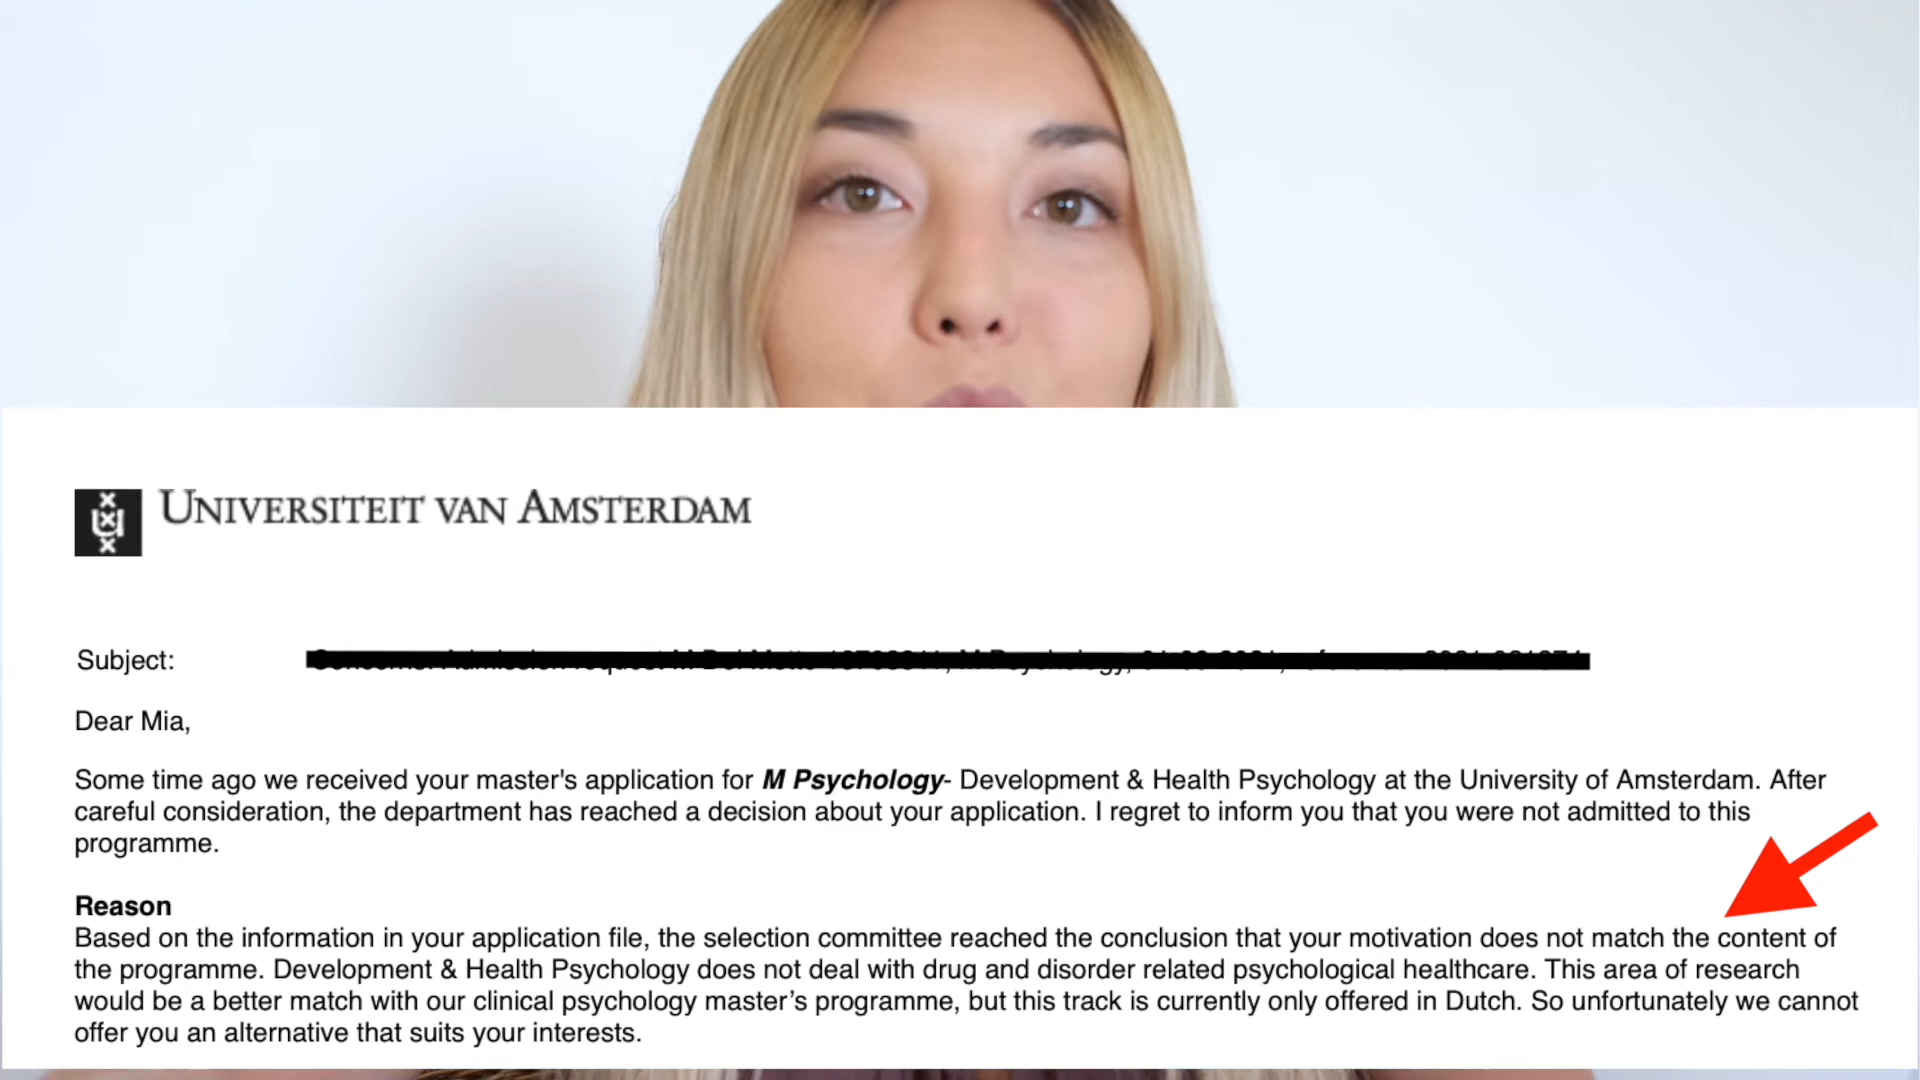 UNIVERSITEIT VAN AMSTERDAM
Subject:
Dear Mia,
Some time ago we received your master's application for M Psychology- Development & Health Psychology at the University of Amsterdam. After
careful consideration, the department has reached a decision about your application. I regret to inform you that you were not admitted to this
programme.
Reason
Based on the information in your application file, the selection committee reached the conclusion that your motivation does not match the content of
the programme. Development & Health Psychology does not deal with drug and disorder related psychological healthcare. This area of research
would be a better match with our clinical psychology master’s programme, but this track is currently only offered in Dutch. So unfortunately we cannot
offer you an alternative that suits your interests.